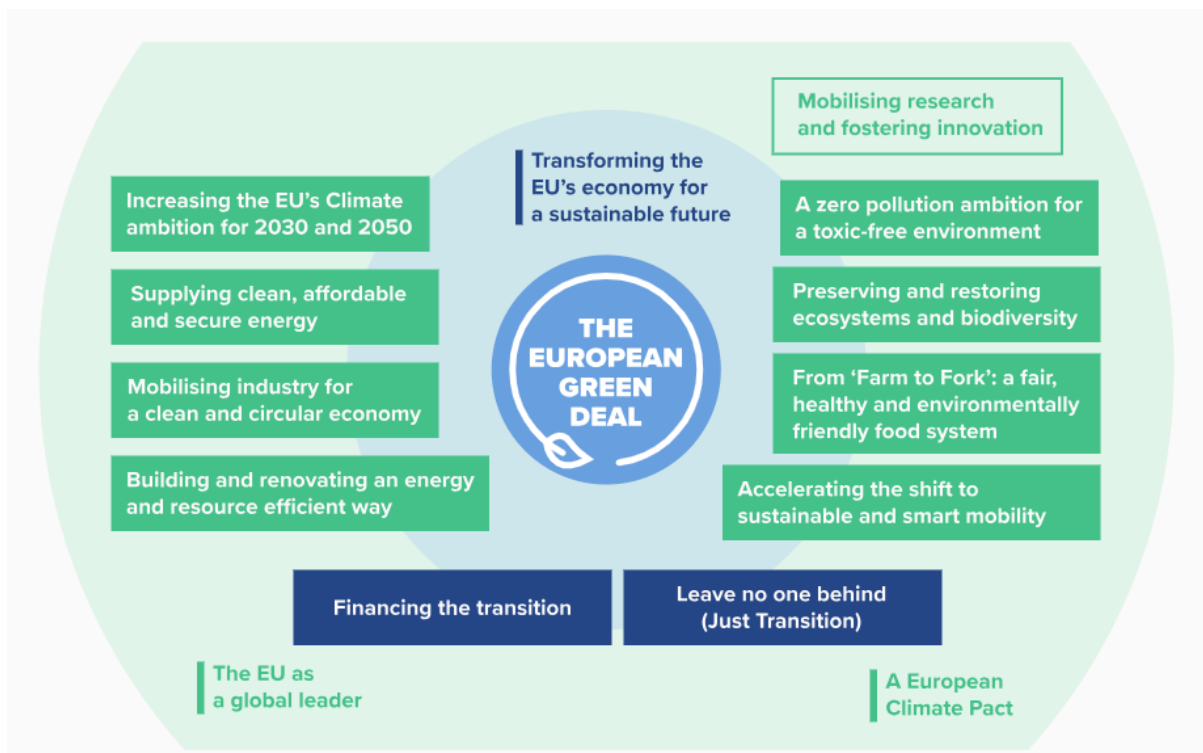 Mobilising research
and fostering innovation
Transforming the
EU's economy for
a sustainable future
Increasing the EU's Climate
ambition for 2030 and 2050
Supplying clean, affordable
and secure energy
Mobilising industry for
a clean and circular economy
Building and renovating an energy
and resource efficient way
THE
EUROPEAN
GREEN
DEAL
A zero pollution ambition for
a toxic-free environment
Preserving and restoring
ecosystems and biodiversity
From ‘Farm to Fork’: a fair,
healthy and environmentally
friendly food system
Accelerating the shift to
sustainable and smart mobility
Financing the transition
Leave no one behind
(Just Transition)
The EU as
a global leader
A European
Climate Pact